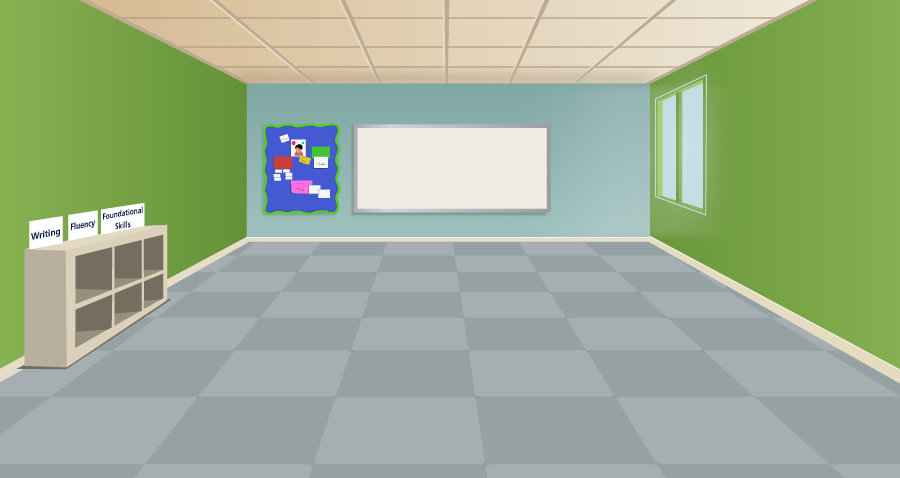 Writing
Fluency
Foundational
Skills